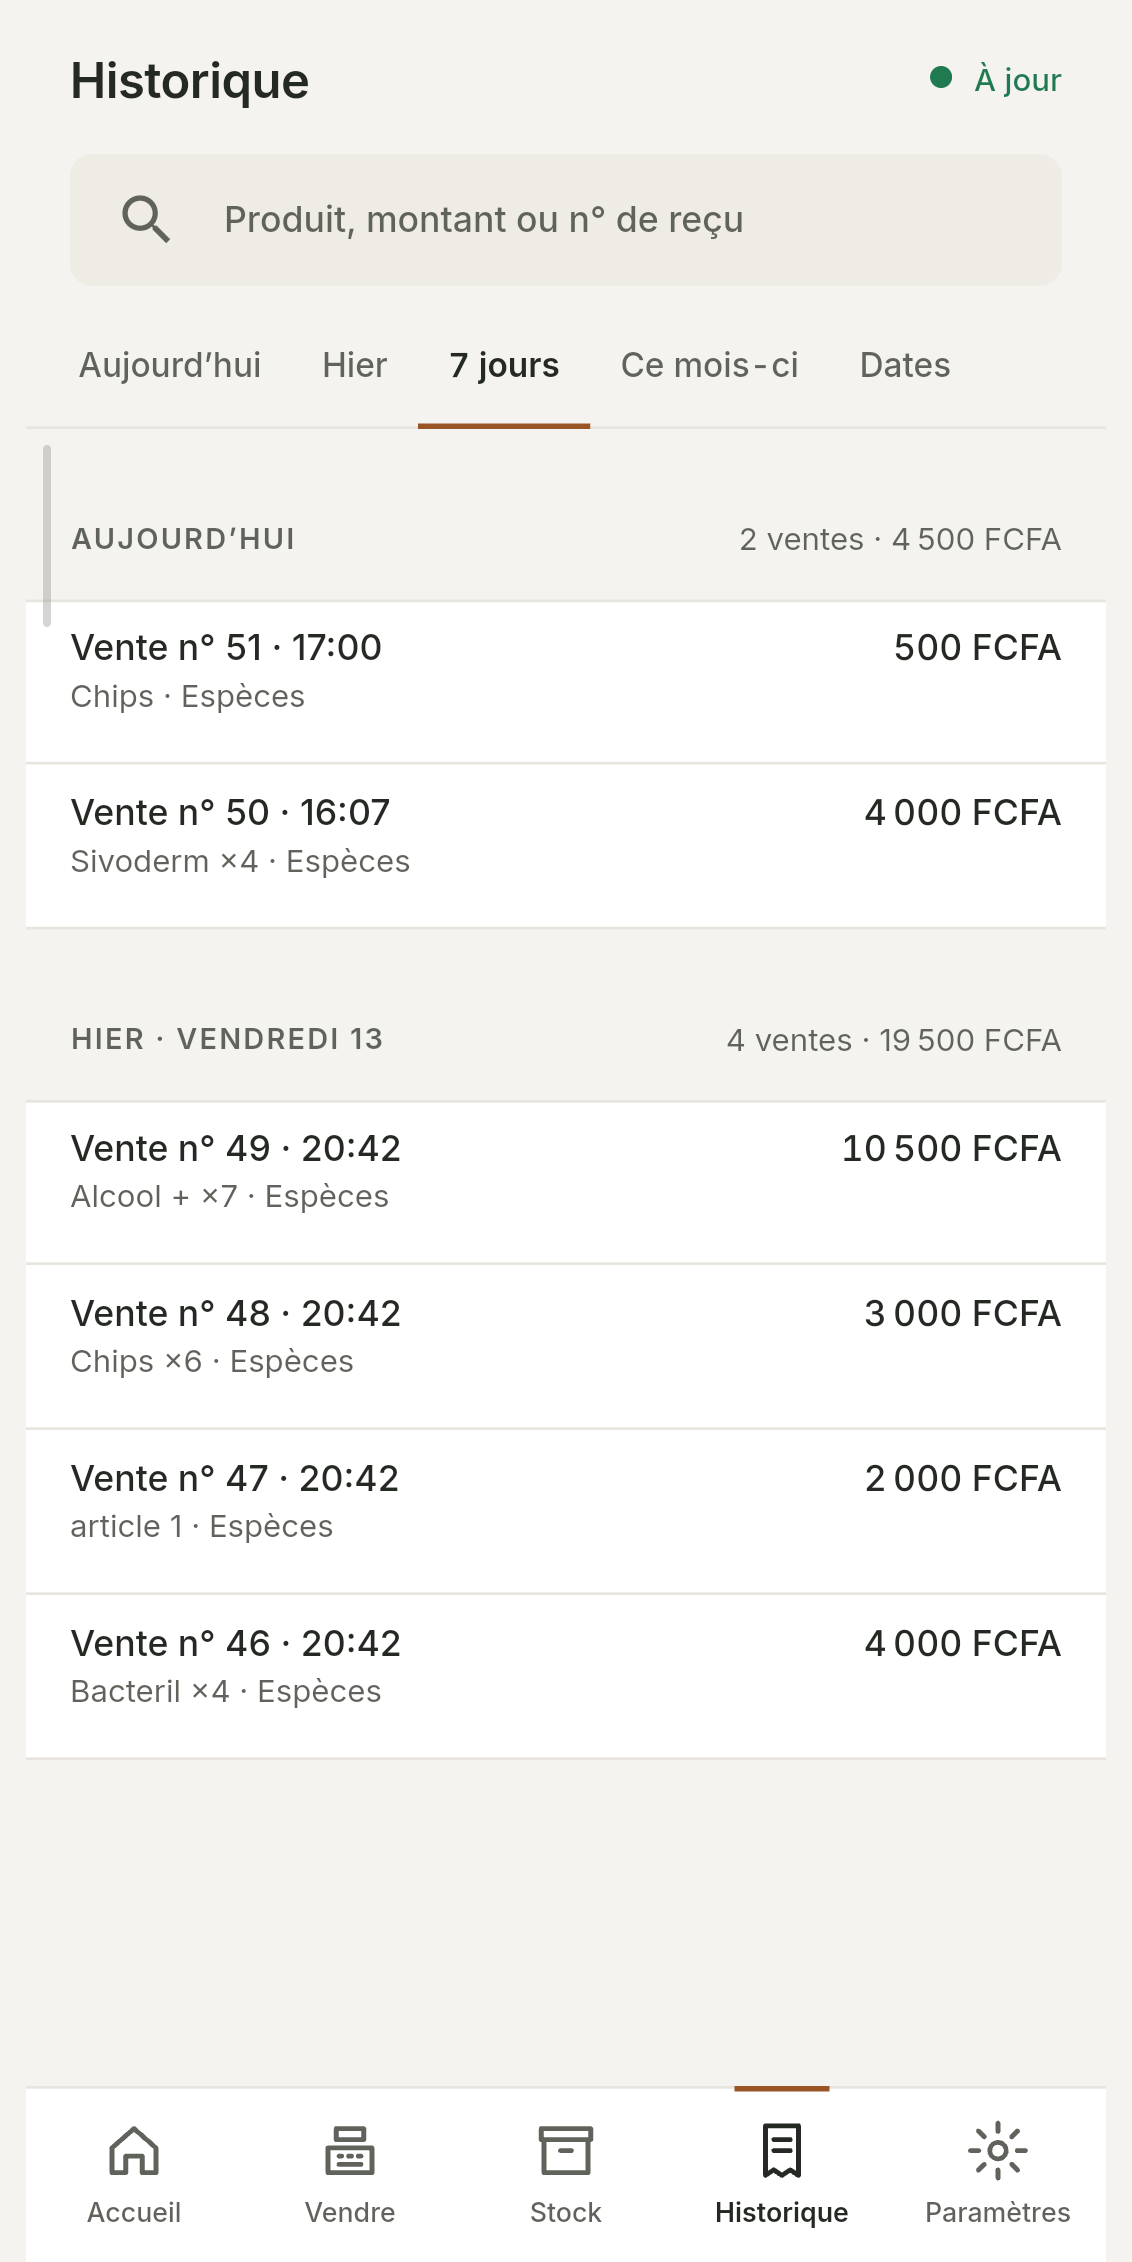 Historique
À jour
Produit, montant ou n° de reçu
Aujourd’hui Hier 7 jours Ce mois-ci Dates
AUJOURD’HUI 2 ventes · 4 500 FCFA
Vente n° 51 · 17:00 500 FCFA
Chips · Espèces
Vente n° 50 · 16:07 4 000 FCFA
Sivoderm ×4 · Espèces
HIER · VENDREDI 13 4 ventes · 19 500 FCFA
Vente n° 49 · 20:42 10 500 FCFA
Alcool + ×7 · Espèces
Vente n° 48 · 20:42 3 000 FCFA
Chips ×6 · Espèces
Vente n° 47 · 20:42 2 000 FCFA
article 1 · Espèces
Vente n° 46 · 20:42 4 000 FCFA
Bacteril ×4 · Espèces
Accueil Vendre Stock Historique Paramètres